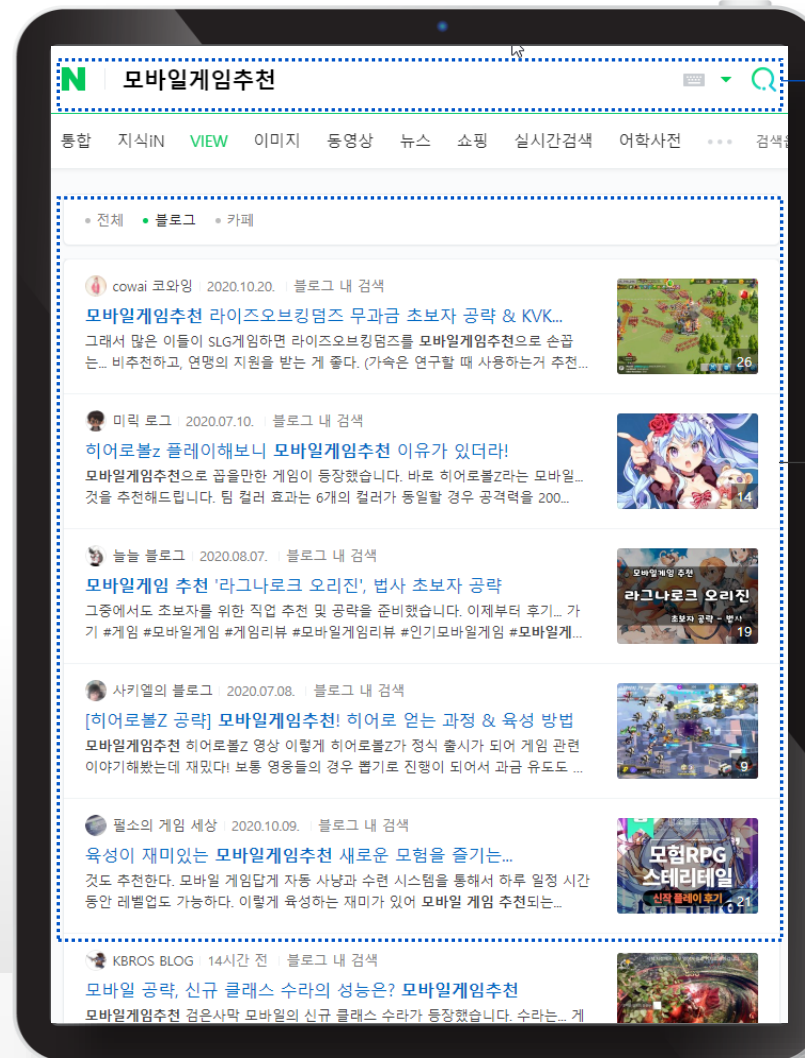 N 모바일게임추천
통합 지식iN VIEW 이미지 동영상 뉴스 쇼핑 실시간검색 어학사전 ••• 검색
• 전체 • 블로그 • 카페
cowai 코와잉 2020.10.20. 블로그 내 검색
모바일게임추천 라이즈오브킹덤즈 무과금 초보자 공략 & KVK...
그래서 많은 이들이 SLG게임하면 라이즈오브킹덤즈를 모바일게임추천으로 손꼽
는... 비추천하고, 연맹의 지원을 받는 게 좋다. (가속은 연구할 때 사용하는거 추천...
26
미릭 로그 2020.07.10. 블로그 내 검색
히어로볼z 플레이해보니 모바일게임추천 이유가 있더라!
모바일게임추천으로 꼽을만한 게임이 등장했습니다. 바로 히어로볼Z라는 모바일...
것을 추천해드립니다. 팀 컬러 효과는 6개의 컬러가 동일할 경우 공격력을 200...
14
늘늘 블로그 2020.08.07. 블로그 내 검색
모바일게임 추천 '라그나로크 오리진', 법사 초보자 공략
그중에서도 초보자를 위한 직업 추천 및 공략을 준비했습니다. 이제부터 후기... 가
기 #게임 #모바일게임 #게임리뷰 #모바일게임리뷰 #인기모바일게임 #모바일게...
모바일게임 추천
라그나로크 오리진
초보자 공략 - 법사
19
사키엘의 블로그 2020.07.08. 블로그 내 검색
[히어로볼Z 공략] 모바일게임추천! 히어로 얻는 과정 & 육성 방법
모바일게임추천 히어로볼Z 영상 이렇게 히어로볼Z가 정식 출시가 되어 게임 관련
이야기해봤는데 재밌다! 보통 영웅들의 경우 뽑기로 진행이 되어서 과금 유도도 ...
9
펄소의 게임 세상 2020.10.09. 블로그 내 검색
육성이 재미있는 모바일게임추천 새로운 모험을 즐기는...
것도 추천한다. 모바일 게임답게 자동 사냥과 수련 시스템을 통해서 하루 일정 시간
동안 레벨업도 가능하다. 이렇게 육성하는 재미가 있어 모바일 게임 추천되는...
모험RPG
스테리테일
신작 플레이 후기
21
KBROS BLOG 14시간 전 블로그 내 검색
모바일 공략, 신규 클래스 수라의 성능은? 모바일게임추천
모바일게임추천 검은사막 모바일의 신규 클래스 수라가 등장했습니다. 수라는... 게